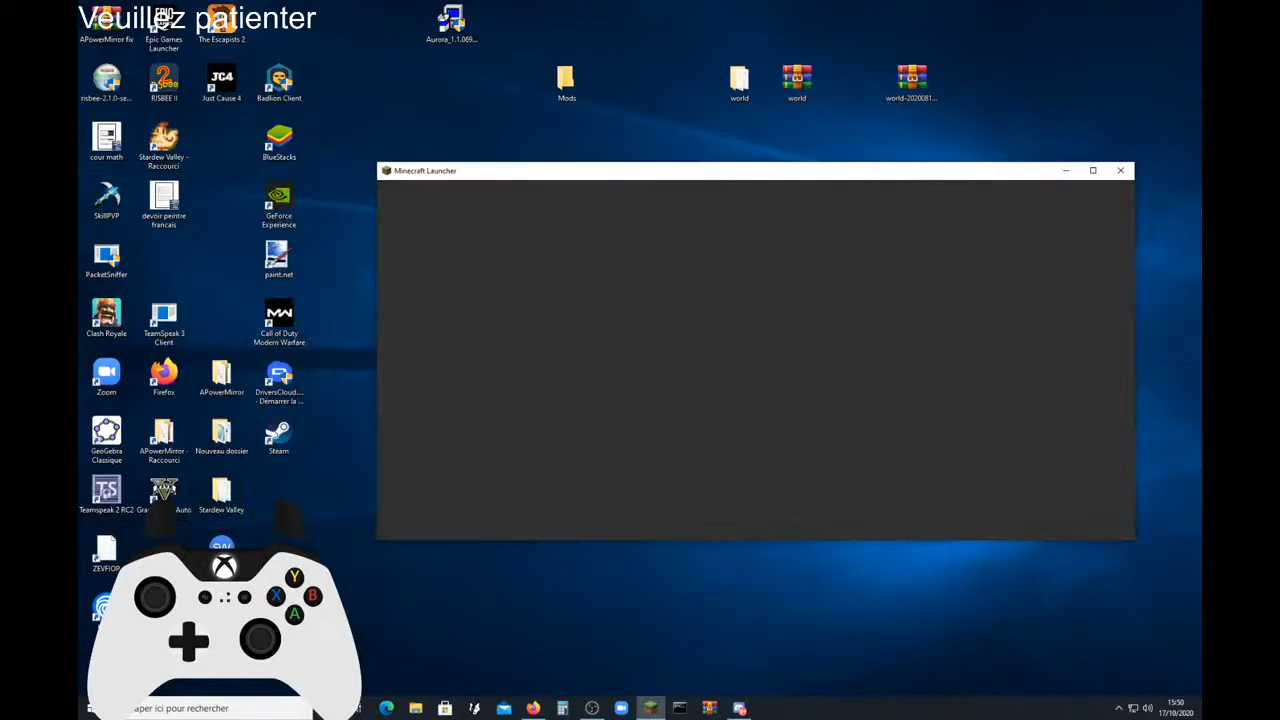 Veuillez patienter
APowerMirror fix
Epic Games
Launcher
The Escapists 2
Aurora_1.1.069...
risbee-2.1.0-se...
RISBEE II
JC4
Just Cause 4
Badlion Client
Mods
world
world
world-2020081...
cour math
Stardew Valley -
Raccourci
BlueStacks
Minecraft Launcher
SkillPVP
devoir peintre
francais
GeForce
Experience
PacketSniffer
paint.net
Clash Royale
TeamSpeak 3
Client
Call of Duty
Modern Warfare
Zoom
Firefox
APowerMirror
DriversCloud....
- Démarrer la ...
GeoGebra
Classique
APowerMirror -
Raccourci
Nouveau dossier
Steam
TS
Teamspeak 2 RC2
Auto
Stardew Valley
ZEVFIOP
Y
X
B
A
aper ici pour rechercher
15:50
17/10/2020